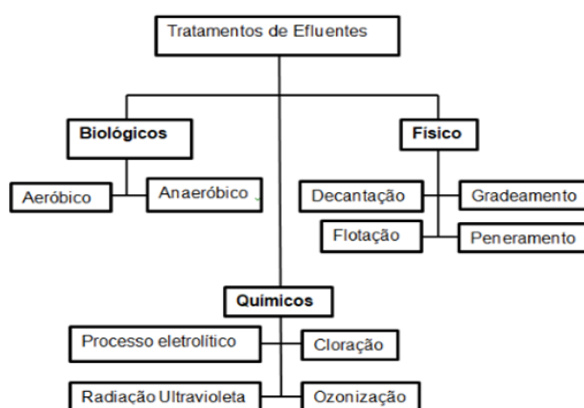 Tratamentos de Efluentes
Biológicos
Físico
Aeróbico
Anaeróbico
Decantação
Gradeamento
Flotação
Peneramento
Químicos
Processo eletrolítico
Cloração
Radiação Ultravioleta
Ozonização